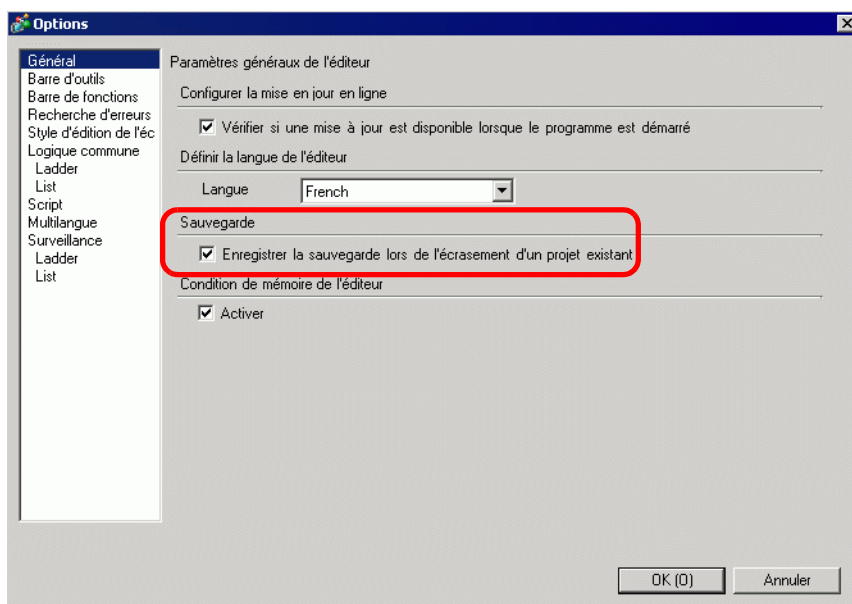 Options
Général
Barre d'outils
Barre de fonctions
Recherche d'erreurs
Style d'édition de l'éc
Logique commune
Ladder
List
Script
Multilangue
Surveillance
Ladder
List
Paramètres généraux de l'éditeur
Configurer la mise en jour en ligne
Vérifier si une mise à jour est disponible lorsque le programme est démarré
Définir la langue de l'éditeur
Langue French
Sauvegarde
Enregistrer la sauvegarde lors de l'écrasement d'un projet existant
Condition de mémoire de l'éditeur
Activer
OK (O) Annuler